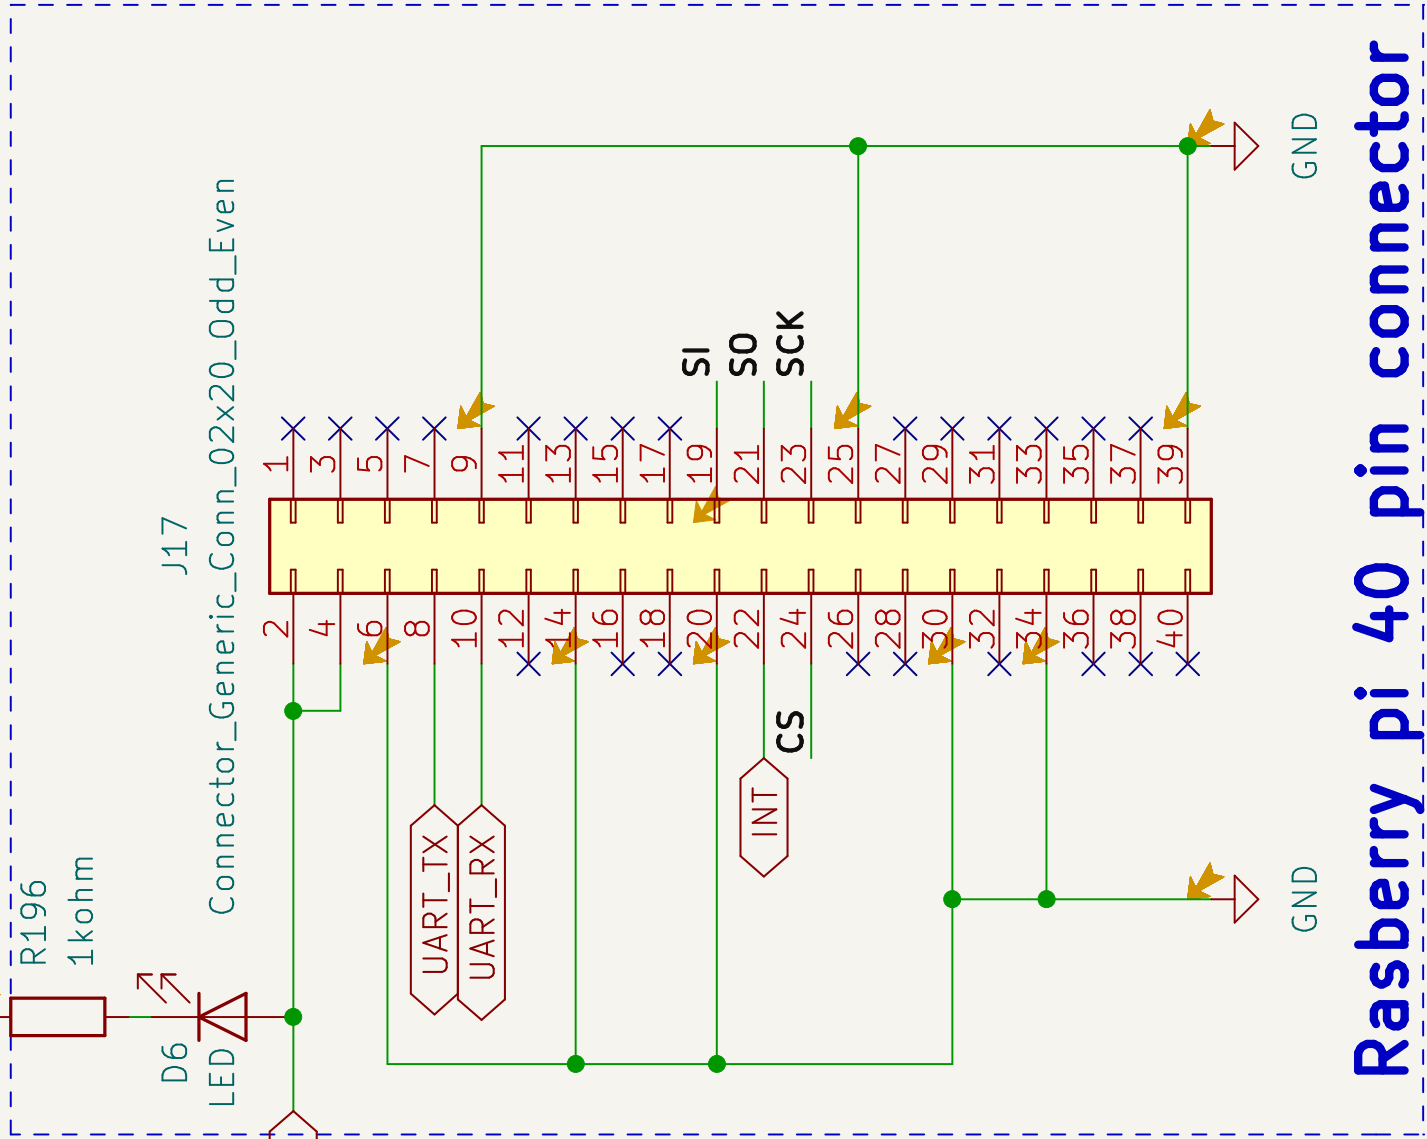 Rasberry pi 40 pin connector
GND
Connector_Generic_Conn_02x20_Odd_Even
J17
SI
SO
SCK
1
3
5
7
9
11
13
15
17
19
21
23
25
27
29
31
33
35
37
39
2
4
6
8
10
12
14
16
18
20
22
24
26
28
30
32
34
36
38
40
CS
INT
UART_TX
UART_RX
GND
R196
1kohm
D6
LED